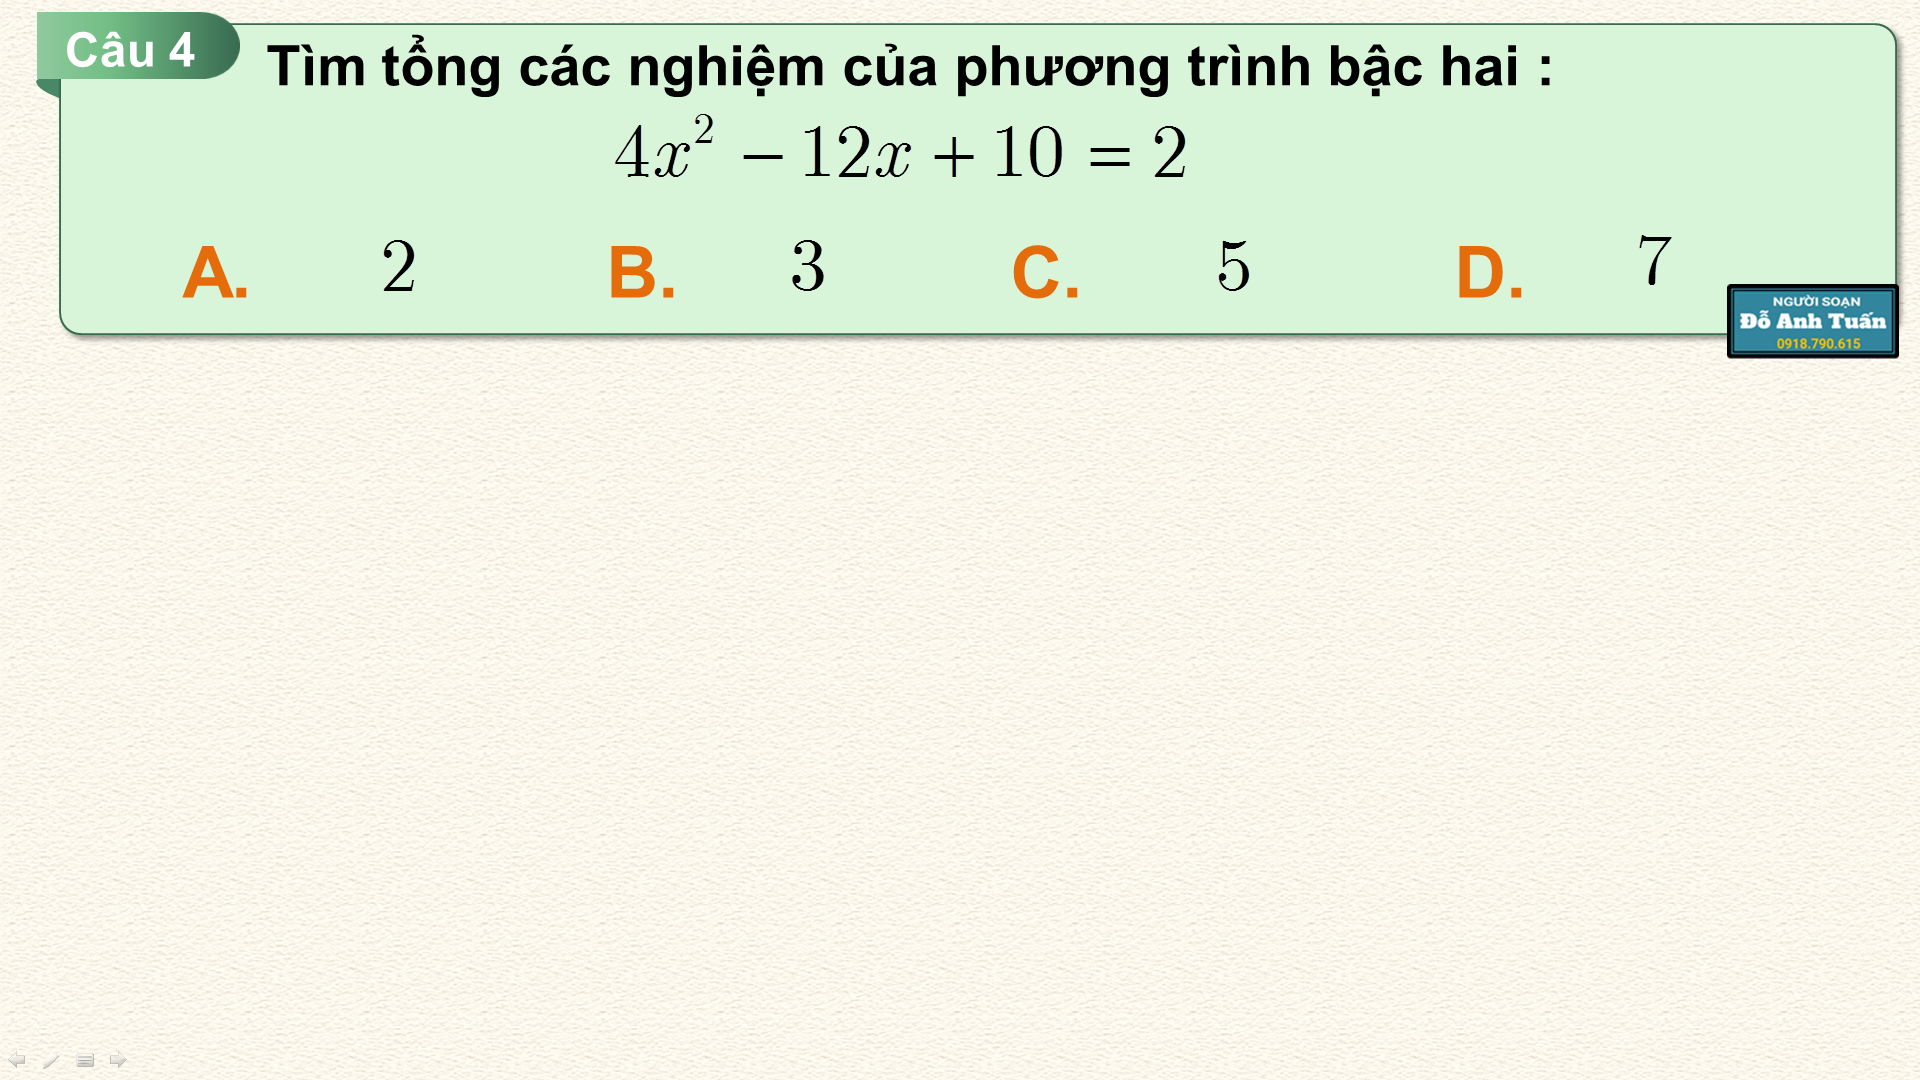 Câu 4
Tìm tổng các nghiệm của phương trình bậc hai :
4x² − 12x + 10 = 2
A. 2 B. 3 C. 5 D. 7
NGƯỜI SOẠN
Đỗ Anh Tuấn
0918.790.615